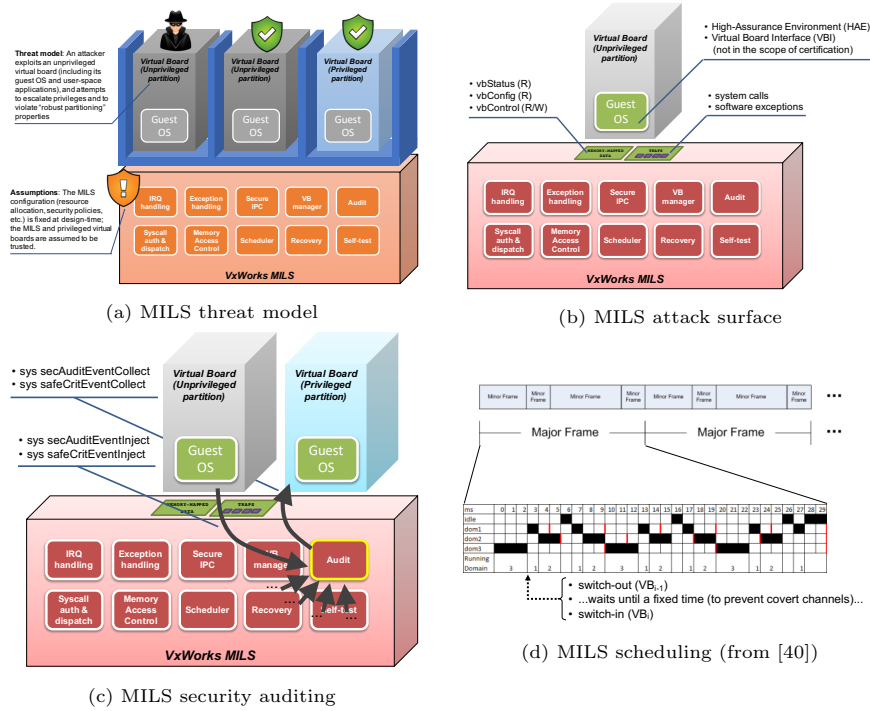 Threat model: An attacker
exploits an unprivileged
virtual board (including its
guest OS and user-space
applications), and attempts
to escalate privileges and to
violate "robust partitioning"
properties
Virtual Board
(Unprivileged
partition)
Guest
OS
Virtual Board
(Unprivileged
partition)
Guest
OS
Virtual Board
(Privileged
partition)
Guest
OS
Assumptions: The MILS
configuration (resource
allocation, security policies,
etc.) is fixed at design-time;
the MILS and privileged virtual
boards are assumed to be
trusted.
IRQ
handling
Exception
handling
Secure
IPC
VB
manager
Audit
Syscall
auth &
dispatch
Memory
Access
Control
Scheduler
Recovery
Self-test
VxWorks MILS
(a) MILS threat model
Virtual Board
(Unprivileged
partition)
Guest
OS
• High-Assurance Environment (HAE)
• Virtual Board Interface (VBI)
(not in the scope of certification)
• vbStatus (R)
• vbConfig (R)
• vbControl (R/W)
• system calls
• software exceptions
MEMORY-MAPPED
DATA
TRAPS
IRQ
handling
Exception
handling
Secure
IPC
VB
manager
Audit
Syscall
auth &
dispatch
Memory
Access
Control
Scheduler
Recovery
Self-test
VxWorks MILS
(b) MILS attack surface
• sys secAuditEventCollect
• sys safeCritEventCollect
• sys secAuditEventInject
• sys safeCritEventInject
Virtual Board
(Unprivileged
partition)
Guest
OS
Virtual Board
(Privileged
partition)
Guest
OS
MEMORY-MAPPED
DATA
TRAPS
IRQ
handling
Exception
handling
Secure
IPC
VB
manager
Audit
Syscall
auth &
dispatch
Memory
Access
Control
Scheduler
Recovery
Self-test
... ... ... ... ...
VxWorks MILS
(c) MILS security auditing
Minor Frame Minor Frame Minor Frame Minor Frame Minor Frame Minor Frame Minor Frame Minor Frame ...
Major Frame Major Frame ...
ms 0 1 2 3 4 5 6 7 8 9 10 11 12 13 14 15 16 17 18 19 20 21 22 23 24 25 26 27 28 29
Idle
dom1
dom2
dom3
Running
Domain 3 1 2 1 2 3 1 2 1 2 3 1 2 1
• switch-out (VBi-1)
• ...waits until a fixed time (to prevent covert channels)...
• switch-in (VBi)
(d) MILS scheduling (from [40])